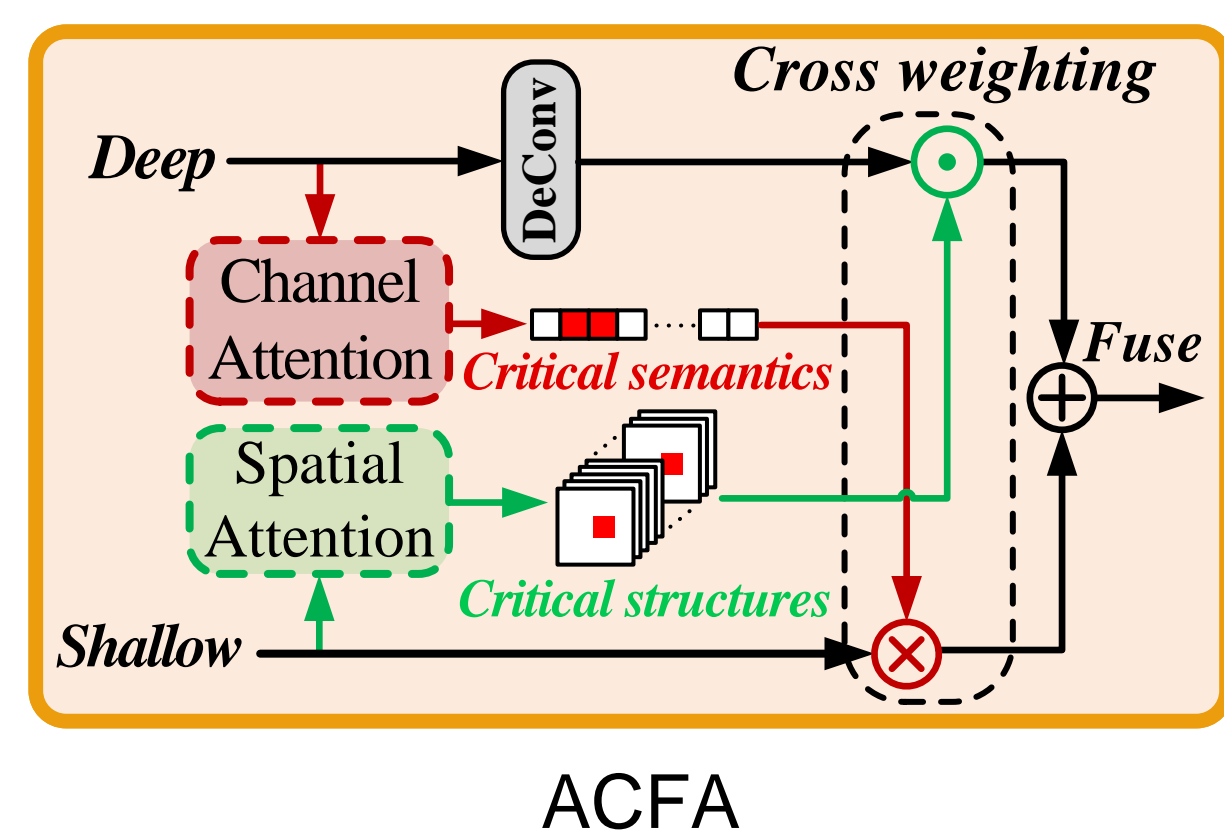 Cross weighting
Deep
DeConv
Channel
Attention
Critical semantics
Fuse
Spatial
Attention
Critical structures
Shallow
ACFA